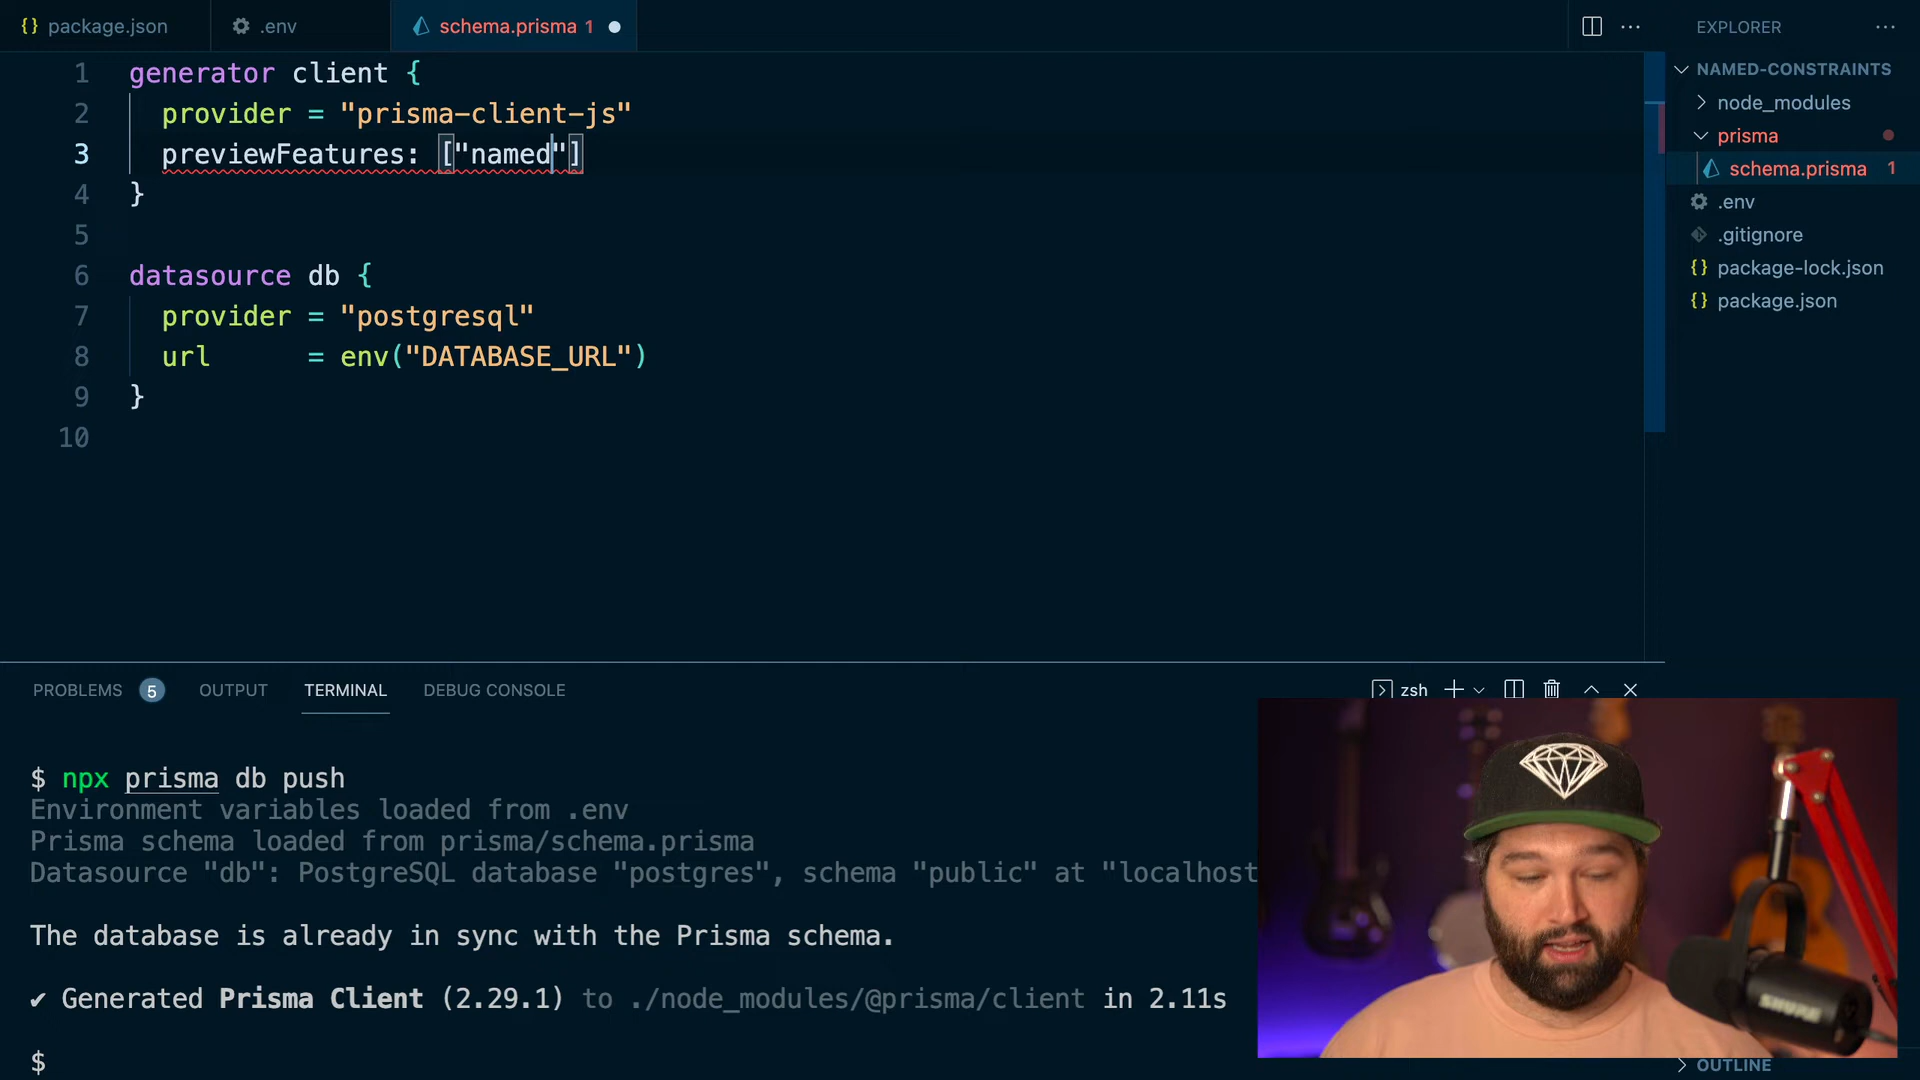 package.json
.env
schema.prisma 1
EXPLORER
1 generator client {
2 provider = "prisma-client-js"
3 previewFeatures: ["named"]
4 }
5
6 datasource db {
7 provider = "postgresql"
8 url = env("DATABASE_URL")
9 }
10
NAMED-CONSTRAINTS
node_modules
prisma
schema.prisma 1
.env
.gitignore
package-lock.json
package.json
PROBLEMS 5 OUTPUT TERMINAL DEBUG CONSOLE
zsh
$ npx prisma db push
Environment variables loaded from .env
Prisma schema loaded from prisma/schema.prisma
Datasource "db": PostgreSQL database "postgres", schema "public" at "localhost
The database is already in sync with the Prisma schema.
✔ Generated Prisma Client (2.29.1) to ./node_modules/@prisma/client in 2.11s
$
SHURE
OUTLINE